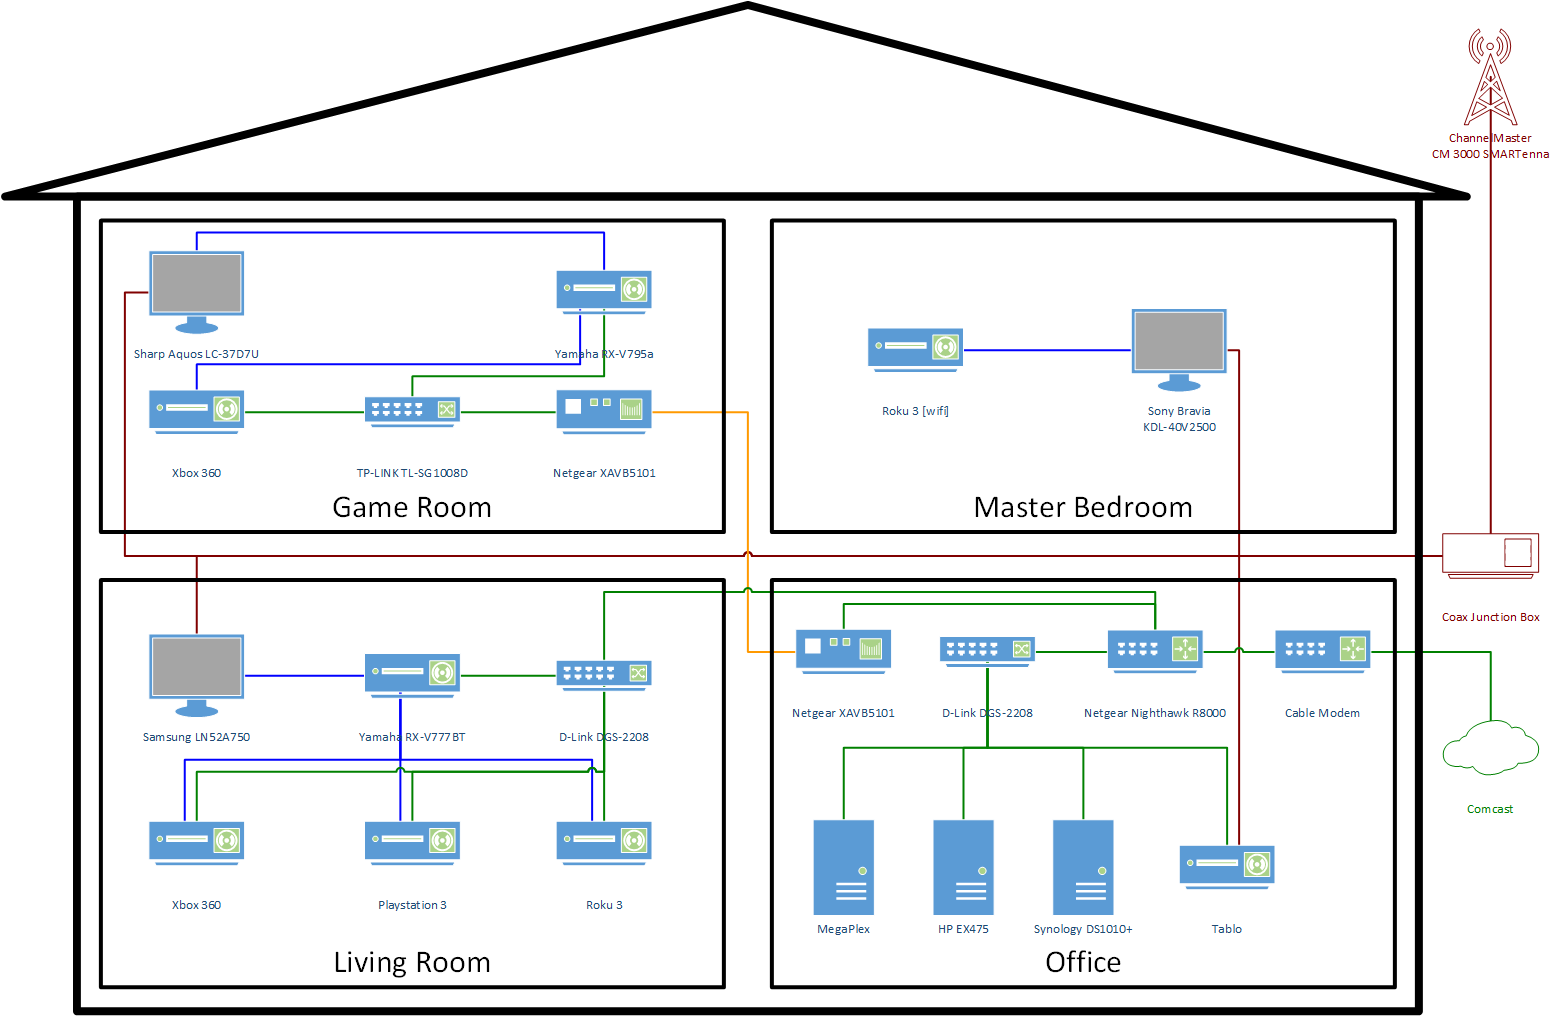 ChannelMaster
CM 3000 SMARTenna
Sharp Aquos LC-37D7U
Yamaha RX-V795a
Xbox 360
TP-LINK TL-SG1008D
Netgear XAVB5101
Game Room
Roku 3 [wifi]
Sony Bravia
KDL-40V2500
Master Bedroom
Coax Junction Box
Samsung LN52A750
Yamaha RX-V777BT
D-Link DGS-2208
Xbox 360
Playstation 3
Roku 3
Living Room
Netgear XAVB5101
D-Link DGS-2208
Netgear Nighthawk R8000
Cable Modem
Comcast
MegaPlex
HP EX475
Synology DS1010+
Tablo
Office